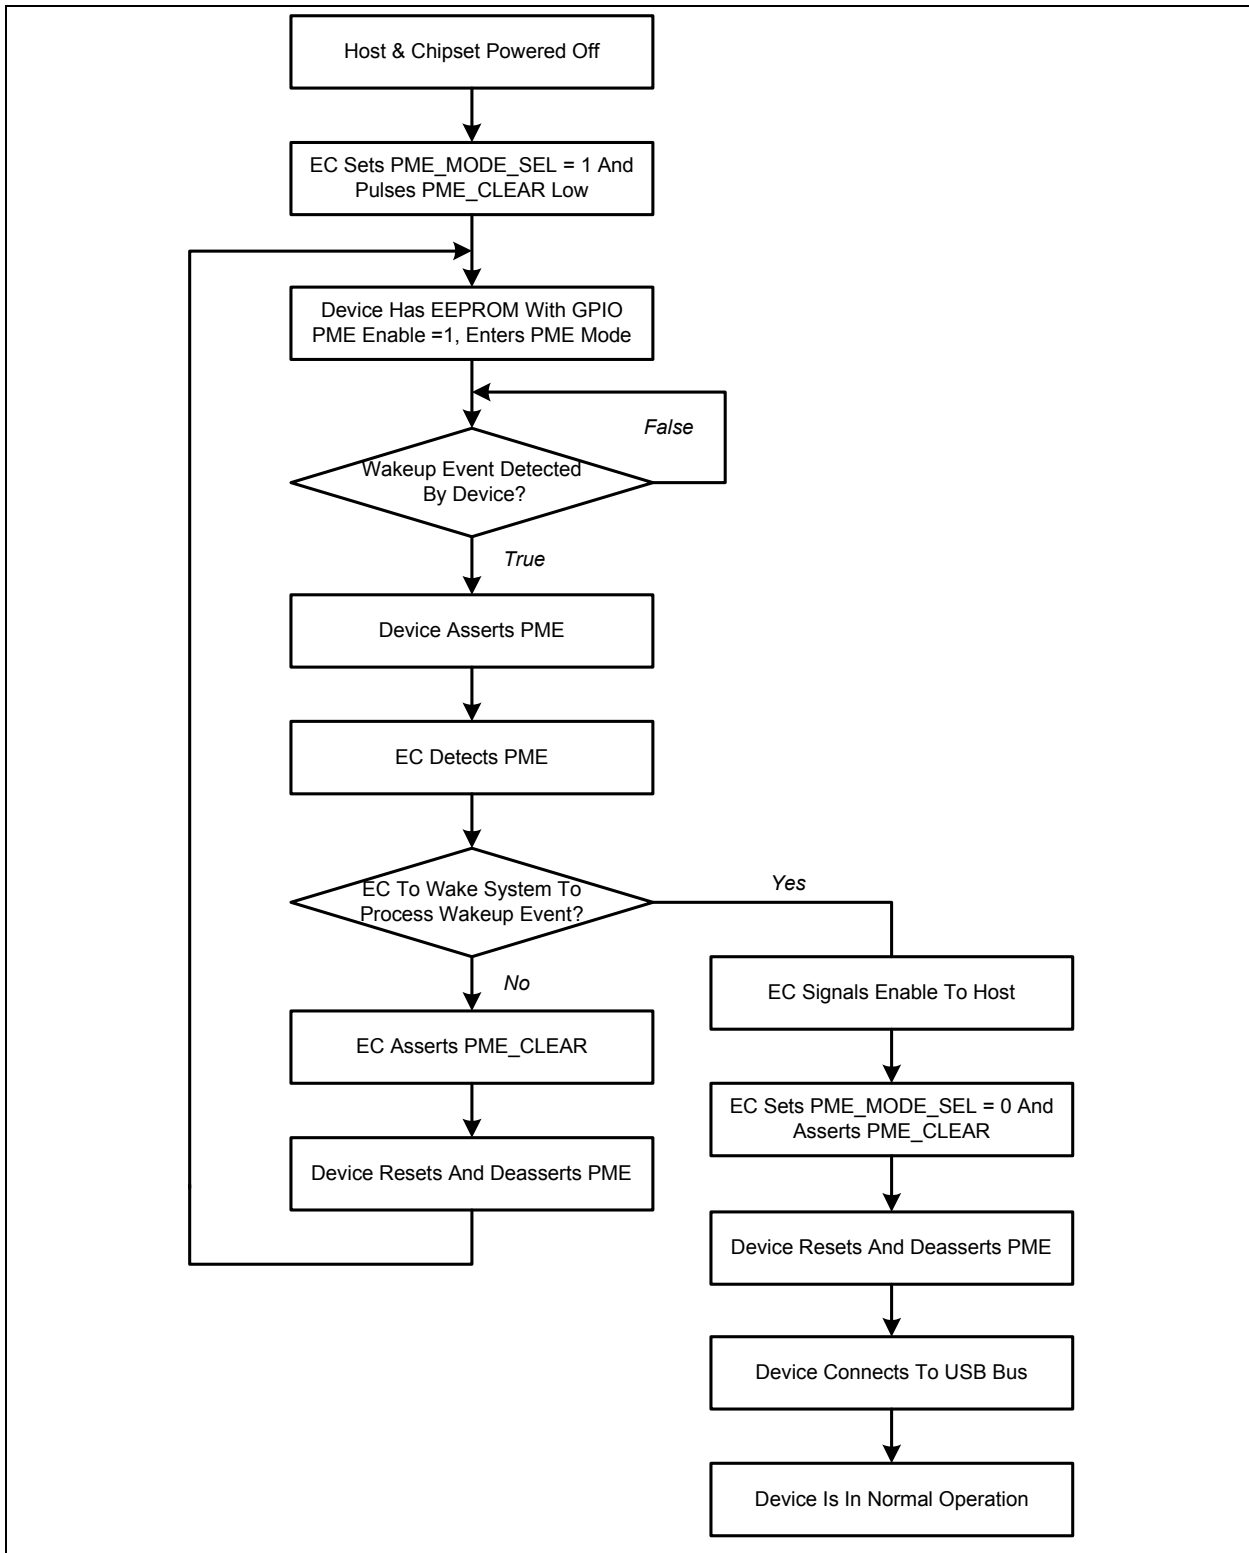 Host & Chipset Powered Off
EC Sets PME_MODE_SEL = 1 And
Pulses PME_CLEAR Low
Device Has EEPROM With GPIO
PME Enable =1, Enters PME Mode
False
Wakeup Event Detected
By Device?
True
Device Asserts PME
EC Detects PME
EC To Wake System To
Process Wakeup Event?
Yes
No
EC Asserts PME_CLEAR
Device Resets And Deasserts PME
EC Signals Enable To Host
EC Sets PME_MODE_SEL = 0 And
Asserts PME_CLEAR
Device Resets And Deasserts PME
Device Connects To USB Bus
Device Is In Normal Operation